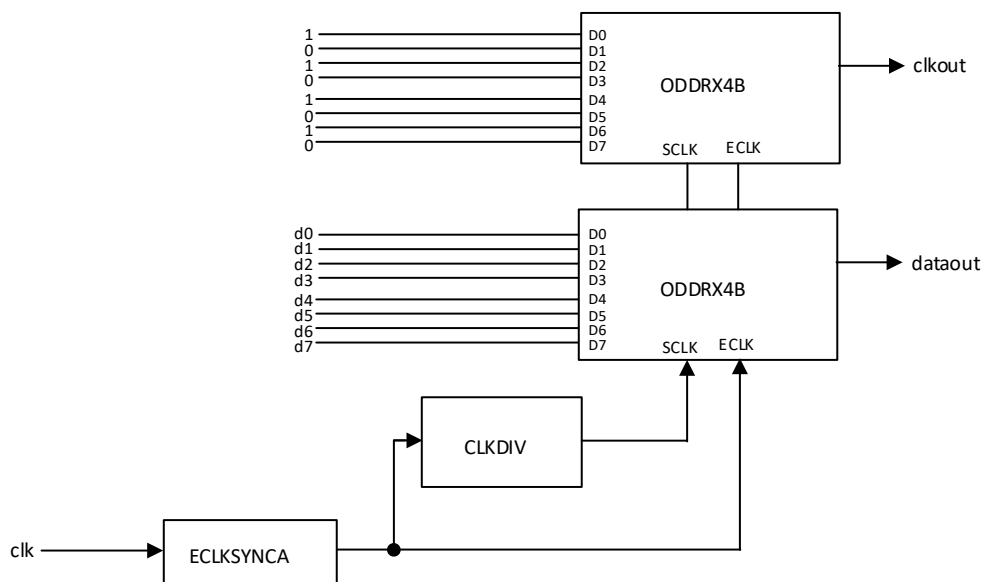 1 D0
0 D1
1 D2
0 D3
1 D4
0 D5
1 D6
0 D7
ODDRX4B
clkout
SCLK ECLK
d0 D0
d1 D1
d2 D2
d3 D3
d4 D4
d5 D5
d6 D6
d7 D7
ODDRX4B
dataout
SCLK ECLK
CLKDIV
clk
ECLKSYNCA